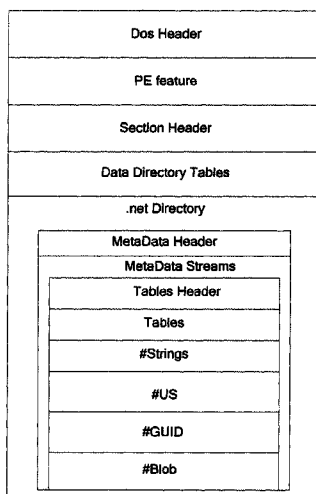 Dos Header
PE feature
Section Header
Data Directory Tables
.net Directory
MetaData Header
MetaData Streams
Tables Header
Tables
#Strings
#US
#GUID
#Blob